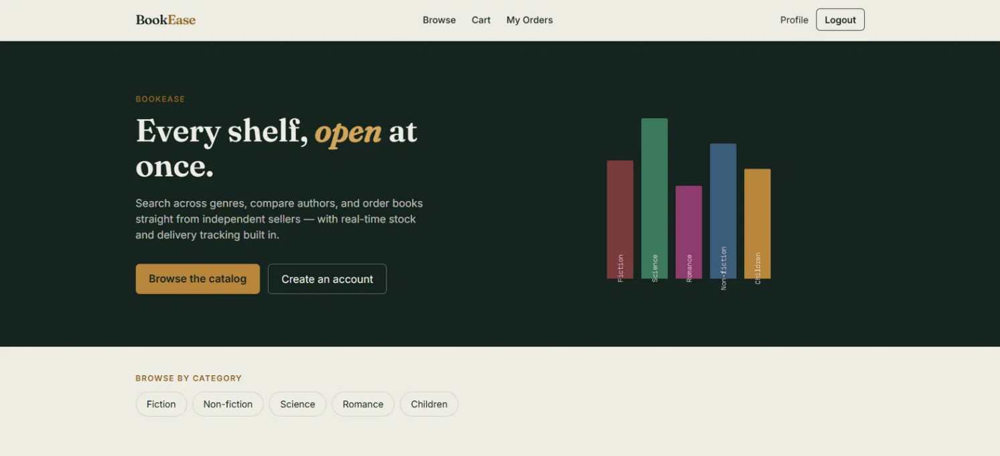 BookEase
Browse Cart My Orders
Profile Logout
BOOKEASE
Every shelf, open at
once.
Search across genres, compare authors, and order books
straight from independent sellers — with real-time stock
and delivery tracking built in.
Browse the catalog Create an account
Fiction
Science
Romance
Non-fiction
Children
BROWSE BY CATEGORY
Fiction Non-fiction Science Romance Children